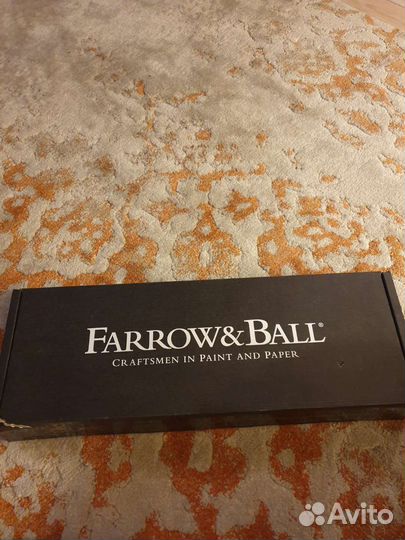 FARROW&BALL®
CRAFTSMEN IN PAINT AND PAPER
Avito